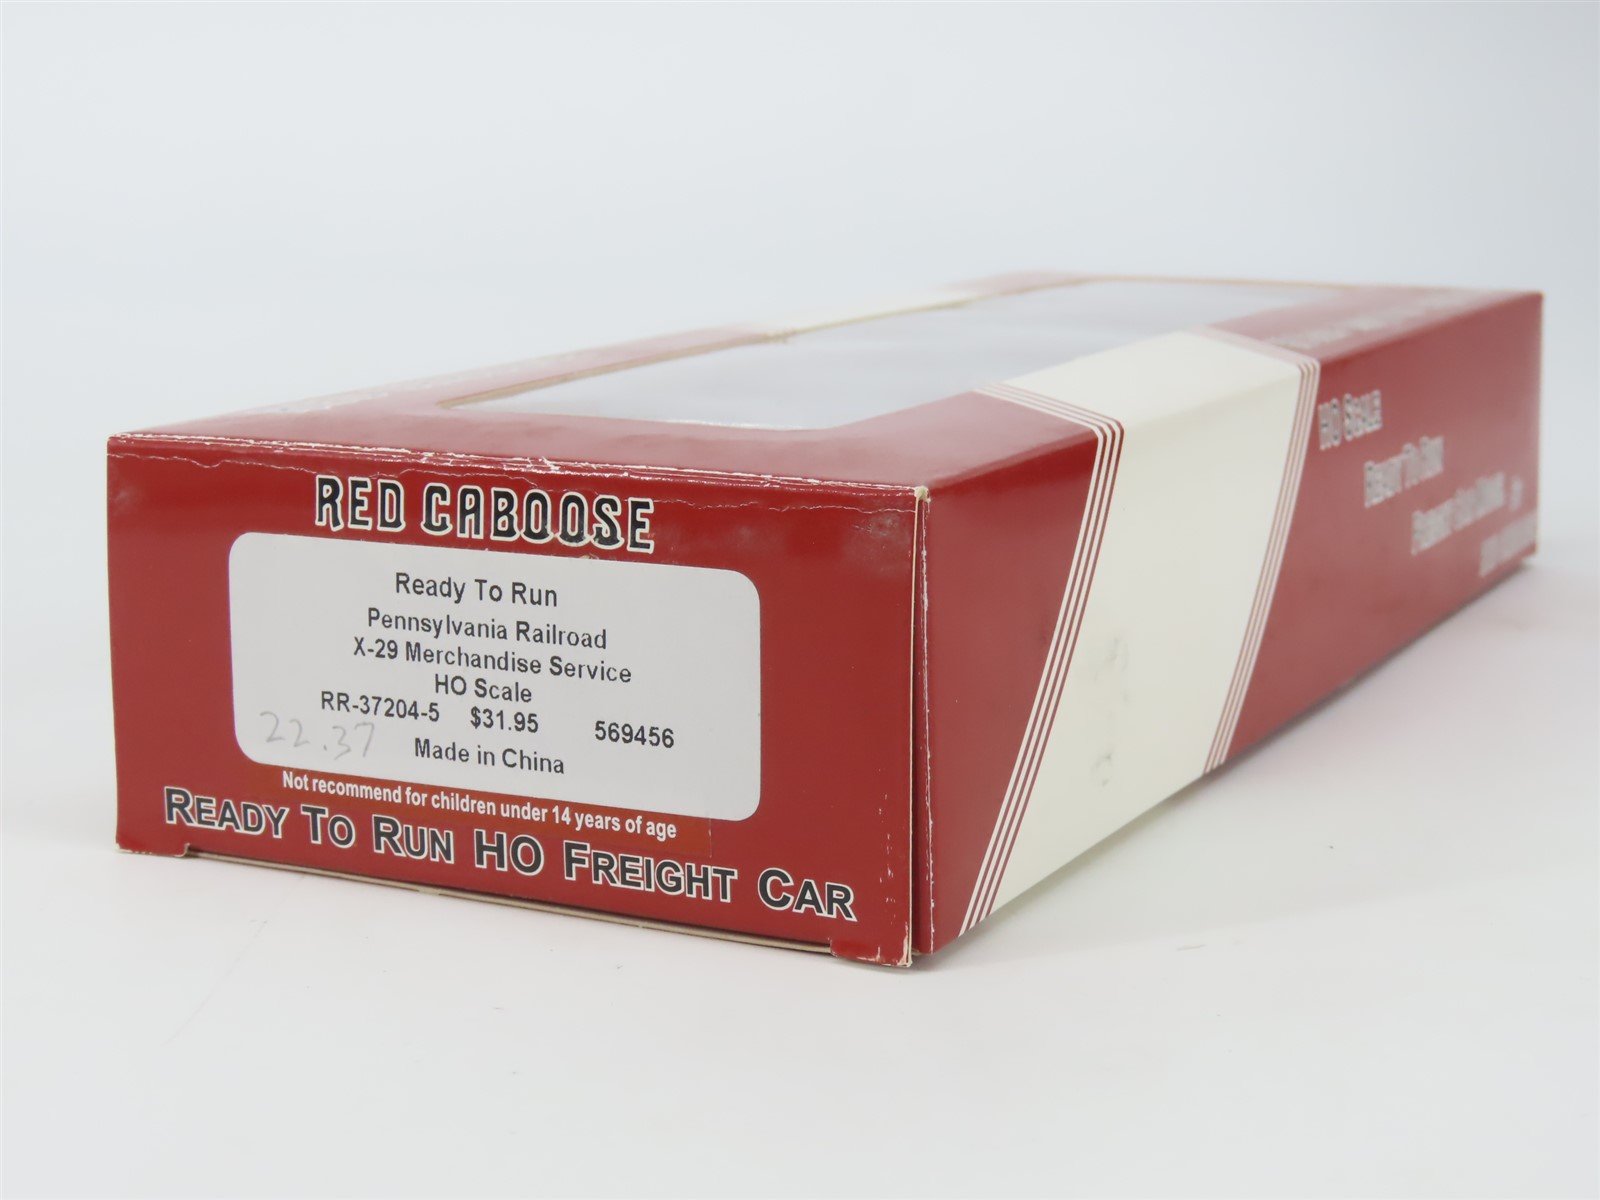 RED CABOOSE
Ready To Run
Pennsylvania Railroad
X-29 Merchandise Service
HO Scale
RR-37204-5 $31.95 569456
22.37
Made in China
Not recommend for children under 14 years of age
READY TO RUN HO FREIGHT CAR
HO SCALE
READY TO RUN